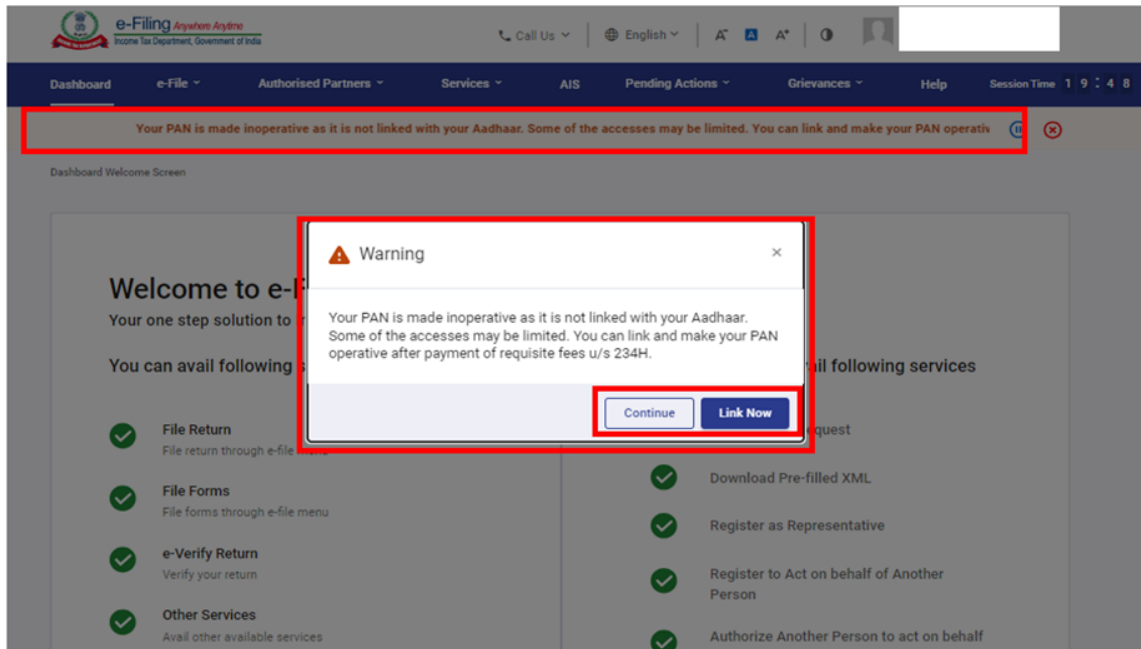 e-Filing Anywhere Anytime
Income Tax Department, Government of India
Call Us
English
A- A A+
Dashboard e-File Authorised Partners Services AIS Pending Actions Grievances Help Session Time 1 9 : 4 8
Your PAN is made inoperative as it is not linked with your Aadhaar. Some of the accesses may be limited. You can link and make your PAN operativ
Dashboard Welcome Screen
Warning
Your PAN is made inoperative as it is not linked with your Aadhaar.
Some of the accesses may be limited. You can link and make your PAN
operative after payment of requisite fees u/s 234H.
Continue Link Now
Welcome to e-F
Your one step solution to
You can avail following s
File Return
File return through e-file menu
File Forms
File forms through e-file menu
e-Verify Return
Verify your return
Other Services
Avail other available services
ail following services
quest
Download Pre-filled XML
Register as Representative
Register to Act on behalf of Another
Person
Authorize Another Person to act on behalf